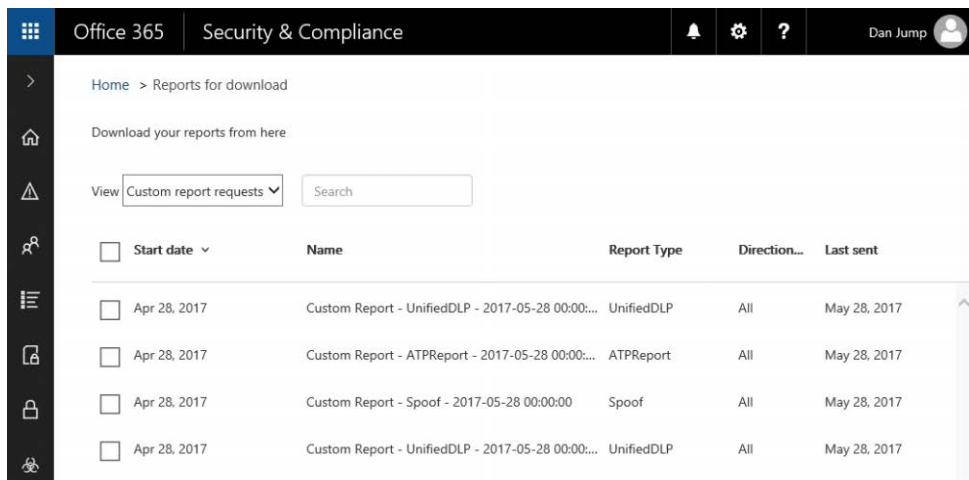 Office 365 Security & Compliance ? Dan Jump
Home > Reports for download
Download your reports from here
View Custom report requests Search
Start date Name Report Type Direction... Last sent
Apr 28, 2017 Custom Report - UnifiedDLP - 2017-05-28 00:00:... UnifiedDLP All May 28, 2017
Apr 28, 2017 Custom Report - ATPReport - 2017-05-28 00:00:... ATPReport All May 28, 2017
Apr 28, 2017 Custom Report - Spoof - 2017-05-28 00:00:00 Spoof All May 28, 2017
Apr 28, 2017 Custom Report - UnifiedDLP - 2017-05-28 00:00:... UnifiedDLP All May 28, 2017